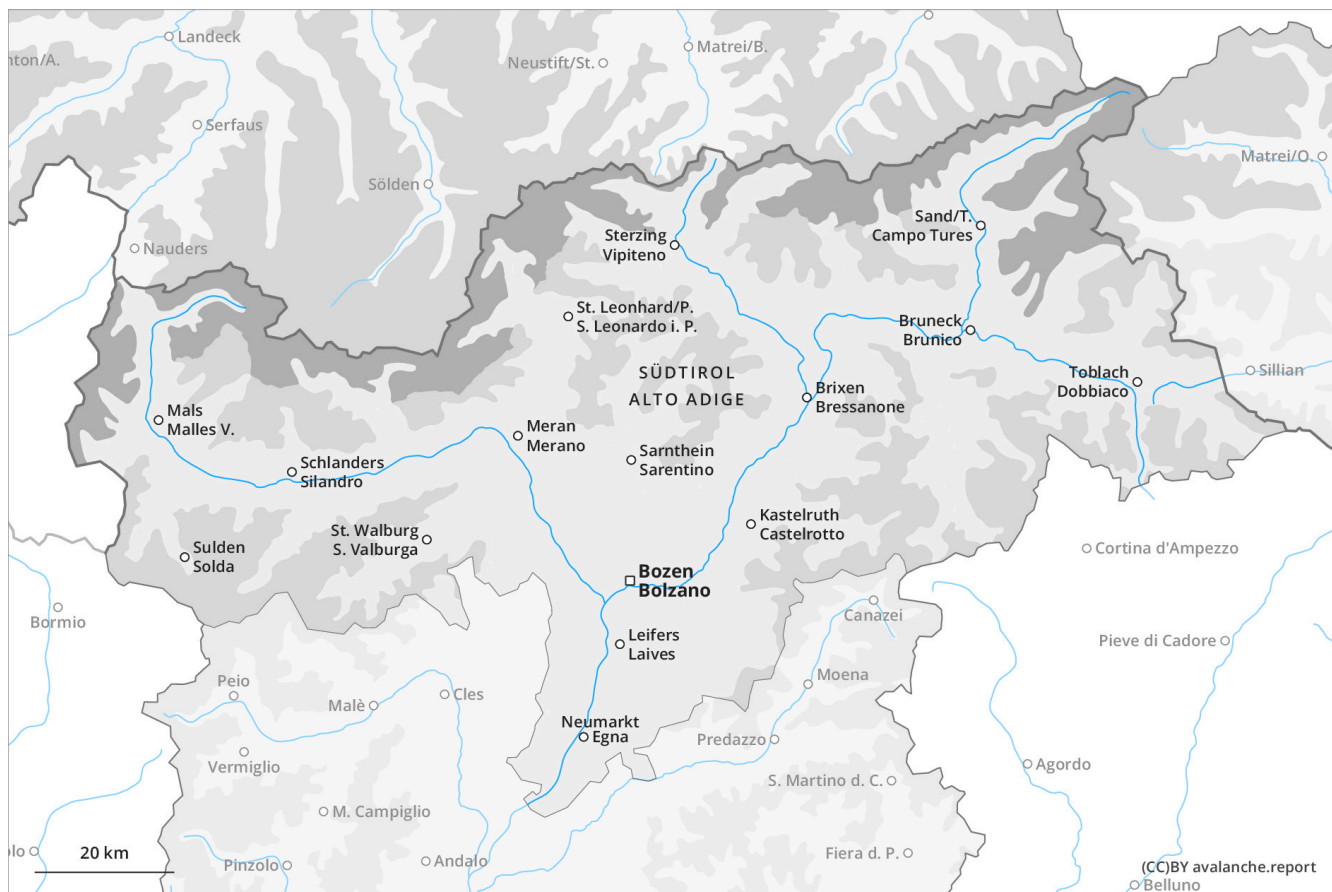 Landeck
nton/A.
Matrei/B.
Neustift/St.
Serfaus
Matrei/O.
Sölden
Sand/T.
Campo Tures
Nauders
Sterzing
Vipiteno
St. Leonhard/P.
S. Leonardo i. P.
Bruneck
Brunico
SÜDTIROL
ALTO ADIGE
Toblach
Dobbiaco
Sillian
Brixen
Bressanone
Mals
Malles V.
Meran
Merano
Sarnthein
Sarentino
Schlanders
Silandro
Kastelruth
Castelrotto
St. Walburg
S. Valburga
Sulden
Solda
Cortina d'Ampezzo
Bozen
Bolzano
Bormio
Canazei
Leifers
Laives
Pieve di Cadore
Peio
Moena
Malè
Cles
Neumarkt
Egna
Predazzo
Vermiglio
Agordo
S. Martino d. C.
M. Campiglio
olo
20 km
Pinzolo
Andalo
Fiera d. P.
(CC)BY avalanche.report
Belluno